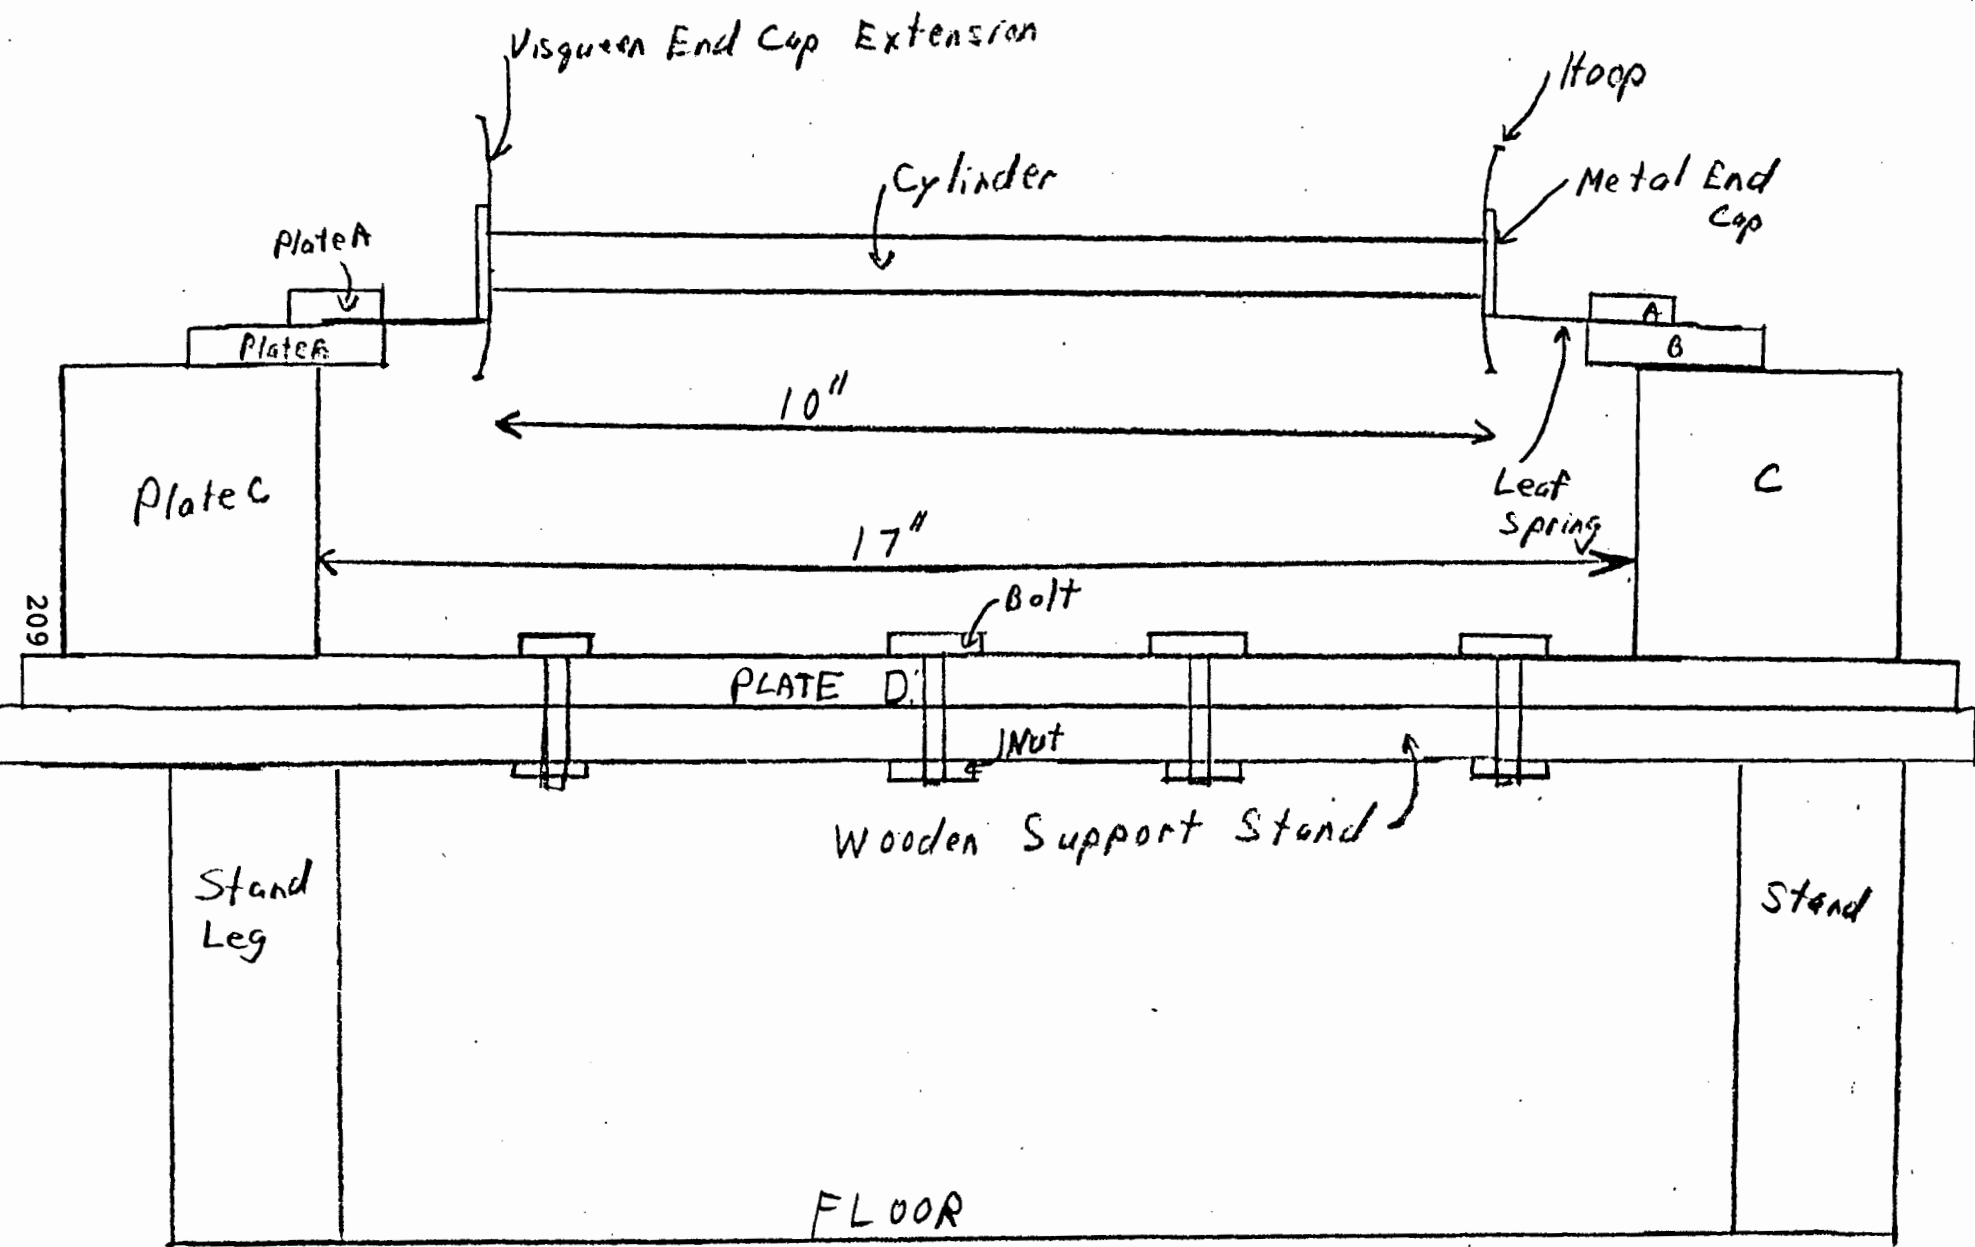 Visqueen End Cap Extension
Hoop
Cylinder
Metal End
Cap
Plate A
A
Plate B
B
10"
Plate C
C
Leaf
Spring
17"
Bolt
209
PLATE D
Nut
Wooden Support Stand
Stand
Leg
Stand
FLOOR